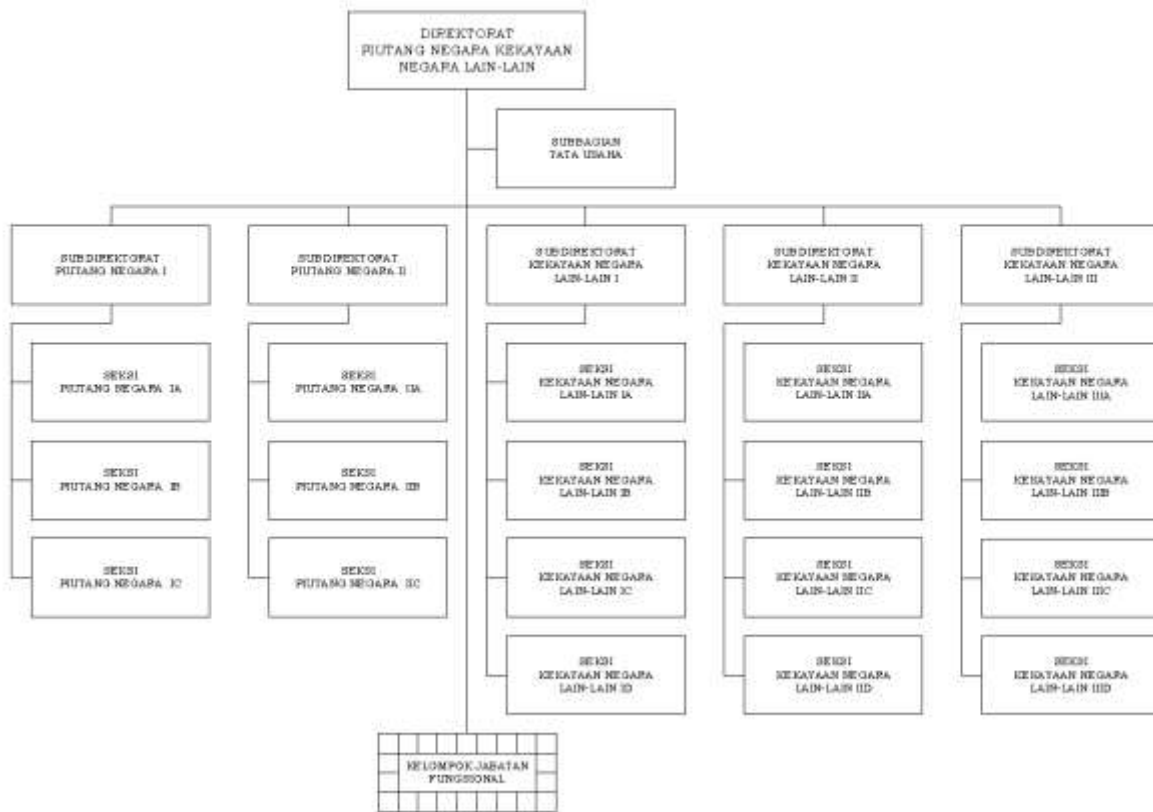 DIREKTORAT
PIUTANG NEGARA KEKAYAAN
NEGARA LAIN-LAIN
SUBBAGIAN
TATA USAHA
SUBDIREKTORAT
PIUTANG NEGARA I
SUBDIREKTORAT
PIUTANG NEGARA II
SUBDIREKTORAT
KEKAYAAN NEGARA
LAIN-LAIN I
SUBDIREKTORAT
KEKAYAAN NEGARA
LAIN-LAIN II
SUBDIREKTORAT
KEKAYAAN NEGARA
LAIN-LAIN III
SEKSI
PIUTANG NEGARA IA
SEKSI
PIUTANG NEGARA IIA
SEKSI
KEKAYAAN NEGARA
LAIN-LAIN IA
SEKSI
KEKAYAAN NEGARA
LAIN-LAIN IIA
SEKSI
KEKAYAAN NEGARA
LAIN-LAIN IIIA
SEKSI
PIUTANG NEGARA IB
SEKSI
PIUTANG NEGARA IIB
SEKSI
KEKAYAAN NEGARA
LAIN-LAIN IB
SEKSI
KEKAYAAN NEGARA
LAIN-LAIN IIB
SEKSI
KEKAYAAN NEGARA
LAIN-LAIN IIIB
SEKSI
PIUTANG NEGARA IC
SEKSI
PIUTANG NEGARA IIC
SEKSI
KEKAYAAN NEGARA
LAIN-LAIN IC
SEKSI
KEKAYAAN NEGARA
LAIN-LAIN IIC
SEKSI
KEKAYAAN NEGARA
LAIN-LAIN IIIC
SEKSI
KEKAYAAN NEGARA
LAIN-LAIN ID
SEKSI
KEKAYAAN NEGARA
LAIN-LAIN IID
SEKSI
KEKAYAAN NEGARA
LAIN-LAIN IIID
KELOMPOK JABATAN
FUNGSIONAL